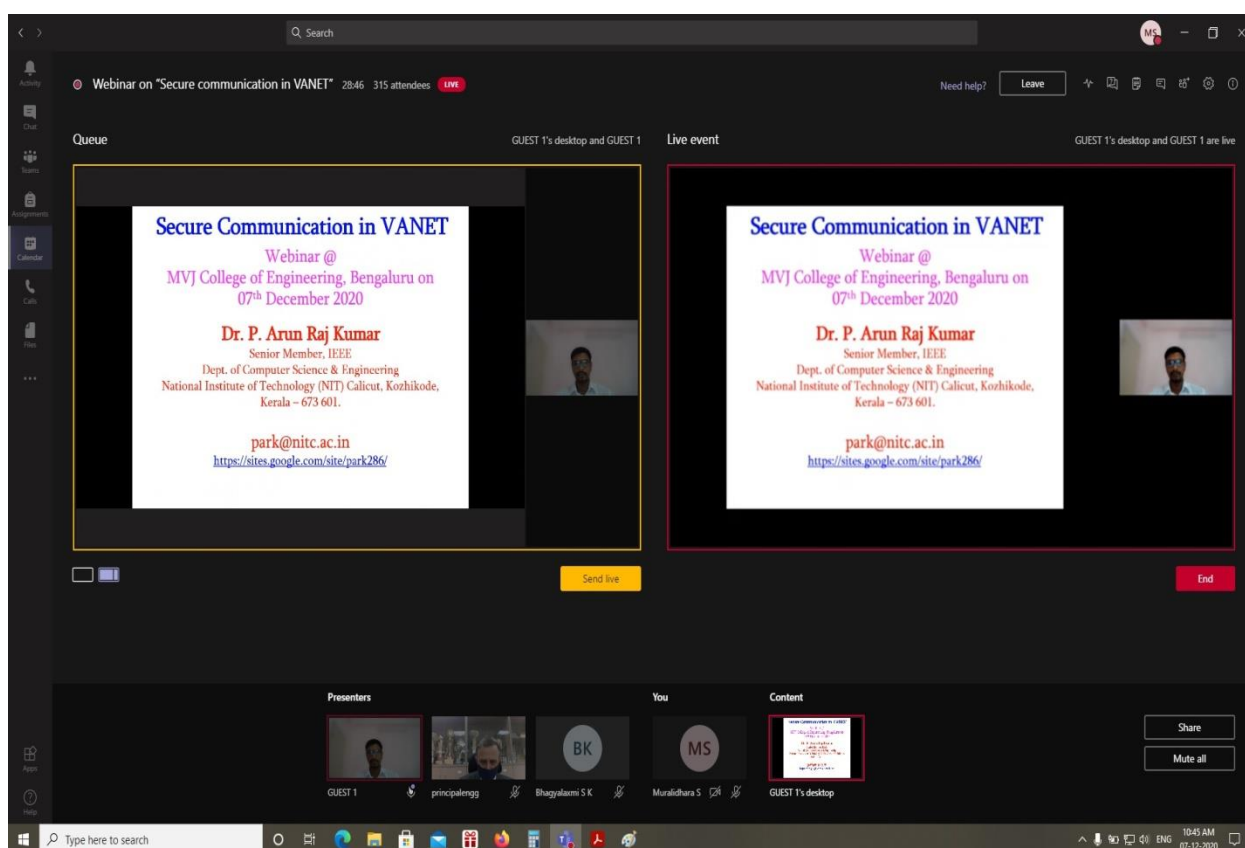 Search
MS
Activity
Chat
Teams
Assignments
Calendar
Calls
Files
Apps
Help
Webinar on "Secure communication in VANET" 28:46 315 attendees LIVE
Need help? Leave
Queue
GUEST 1's desktop and GUEST 1
Secure Communication in VANET
Webinar @
MVJ College of Engineering, Bengaluru on
07th December 2020
Dr. P. Arun Raj Kumar
Senior Member, IEEE
Dept. of Computer Science & Engineering
National Institute of Technology (NIT) Calicut, Kozhikode,
Kerala – 673 601.
park@nitc.ac.in
https://sites.google.com/site/park286/
Send live
Live event
GUEST 1's desktop and GUEST 1 are live
Secure Communication in VANET
Webinar @
MVJ College of Engineering, Bengaluru on
07th December 2020
Dr. P. Arun Raj Kumar
Senior Member, IEEE
Dept. of Computer Science & Engineering
National Institute of Technology (NIT) Calicut, Kozhikode,
Kerala – 673 601.
park@nitc.ac.in
https://sites.google.com/site/park286/
End
Presenters
GUEST 1
principalengg
BK
Bhagyalaxmi S K
You
MS
Muralidhara S
Content
GUEST 1's desktop
Share
Mute all
Type here to search
ENG
10:45 AM
07-12-2020